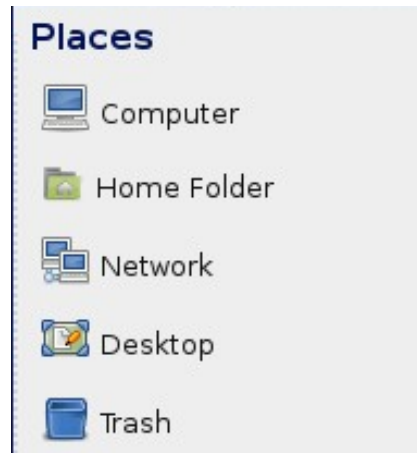 Places
Computer
Home Folder
Network
Desktop
Trash